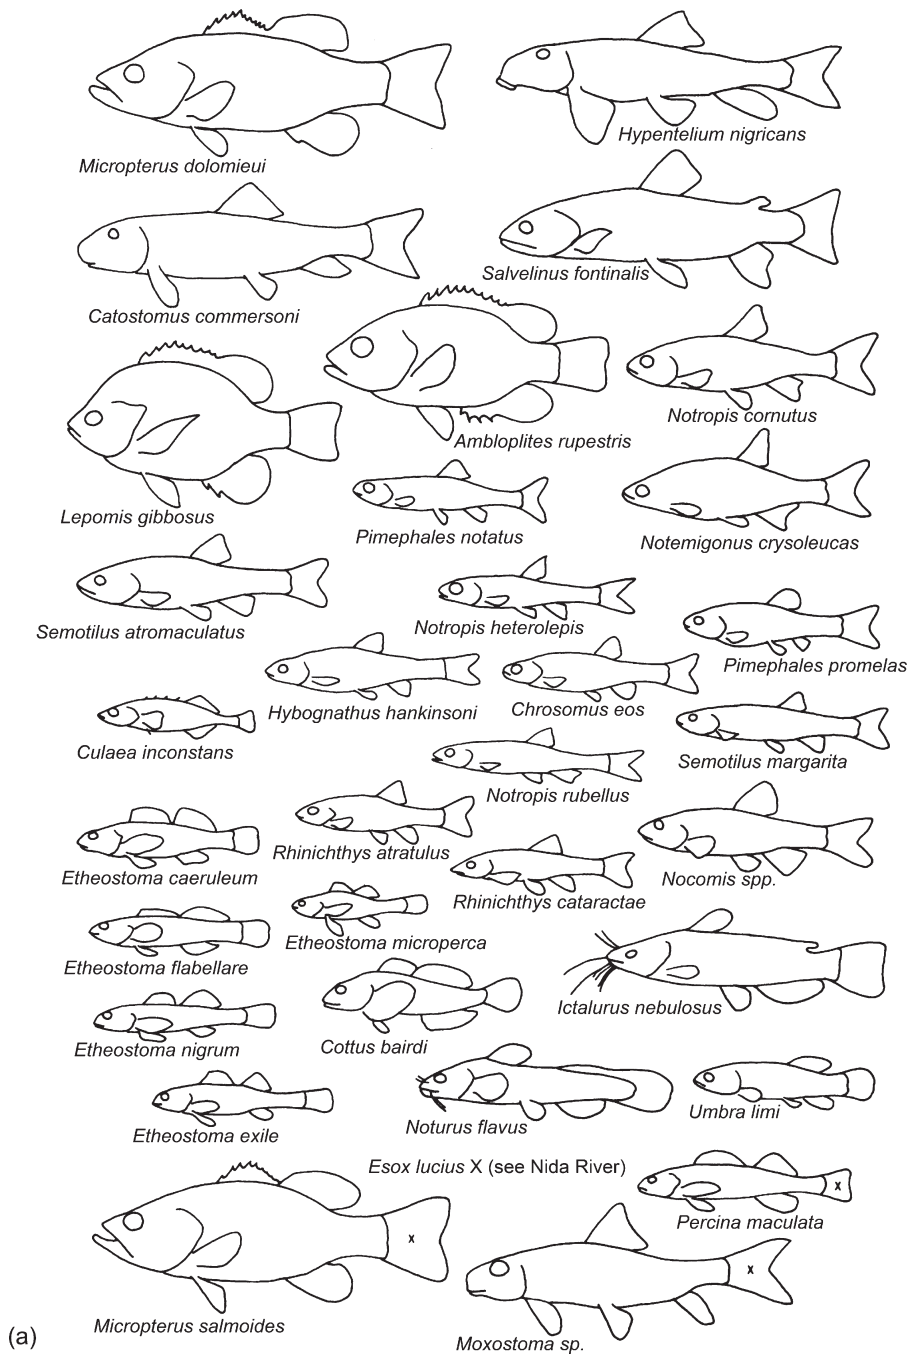 Micropterus dolomieui
Hypentelium nigricans
Catostomus commersoni
Salvelinus fontinalis
Lepomis gibbosus
Ambloplites rupestris
Notropis cornutus
Pimephales notatus
Notemigonus crysoleucas
Semotilus atromaculatus
Notropis heterolepis
Pimephales promelas
Hybognathus hankinsoni
Chrosomus eos
Culaea inconstans
Semotilus margarita
Notropis rubellus
Etheostoma caeruleum
Rhinichthys atratulus
Rhinichthys cataractae
Nocomis spp.
Etheostoma flabellare
Etheostoma microperca
Ictalurus nebulosus
Etheostoma nigrum
Cottus bairdi
Etheostoma exile
Noturus flavus
Umbra limi
Esox lucius X (see Nida River)
x
Percina maculata
x
x
Micropterus salmoides
Moxostoma sp.
(a)